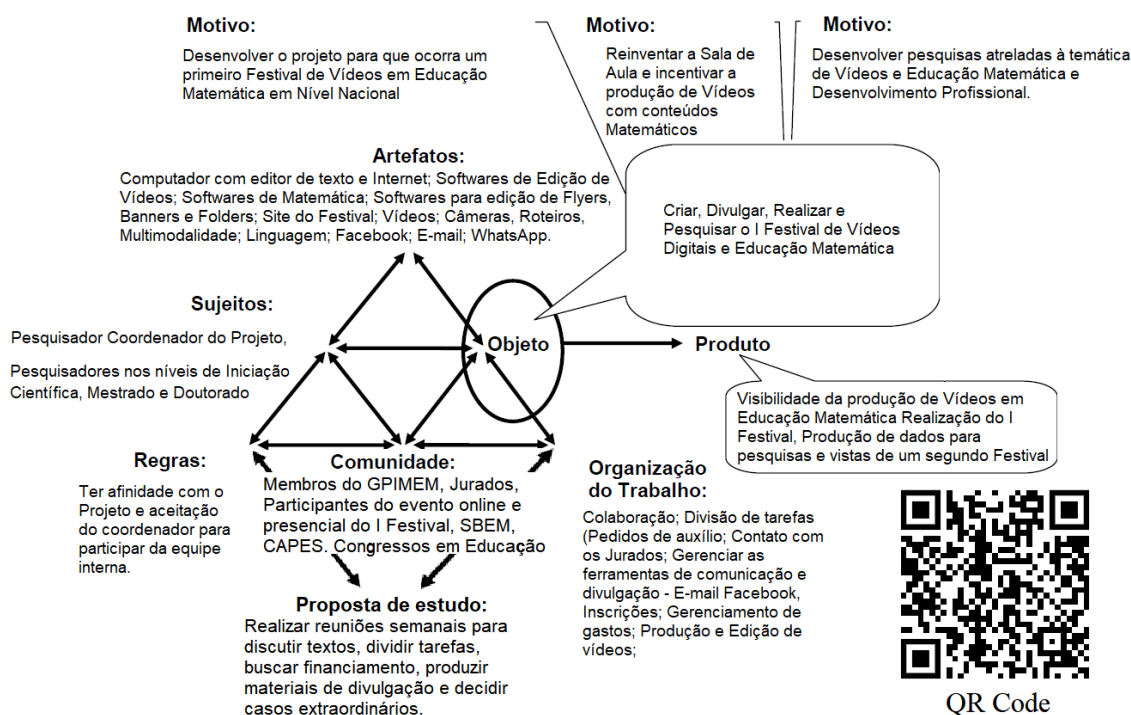 Motivo:
Desenvolver o projeto para que ocorra um
primeiro Festival de Vídeos em Educação
Matemática em Nível Nacional
Motivo:
Reinventar a Sala de
Aula e incentivar a
produção de Vídeos
com conteúdos
Matemáticos
Motivo:
Desenvolver pesquisas atreladas à temática
de Vídeos e Educação Matemática e
Desenvolvimento Profissional.
Artefatos:
Computador com editor de texto e Internet; Softwares de Edição de
Vídeos; Softwares de Matemática; Softwares para edição de Flyers,
Banners e Folders; Site do Festival; Vídeos; Câmeras, Roteiros,
Multimodalidade; Linguagem; Facebook; E-mail; WhatsApp.
Criar, Divulgar, Realizar e
Pesquisar o I Festival de Vídeos
Digitais e Educação Matemática
Sujeitos:
Pesquisador Coordenador do Projeto,
Pesquisadores nos níveis de Iniciação
Científica, Mestrado e Doutorado
Objeto
Produto
Visibilidade da produção de Vídeos em
Educação Matemática Realização do I
Festival, Produção de dados para
pesquisas e vistas de um segundo Festival
Regras:
Ter afinidade com o
Projeto e aceitação
do coordenador para
participar da equipe
interna.
Comunidade:
Membros do GPIMEM, Jurados,
Participantes do evento online e
presencial do I Festival, SBEM,
CAPES. Congressos em Educação
Organização
do Trabalho:
Colaboração; Divisão de tarefas
(Pedidos de auxílio; Contato com
os Jurados; Gerenciar as
ferramentas de comunicação e
divulgação - E-mail Facebook,
Inscrições; Gerenciamento de
gastos; Produção e Edição de
vídeos;
Proposta de estudo:
Realizar reuniões semanais para
discutir textos, dividir tarefas,
buscar financiamento, produzir
materiais de divulgação e decidir
casos extraordinários.
QR Code